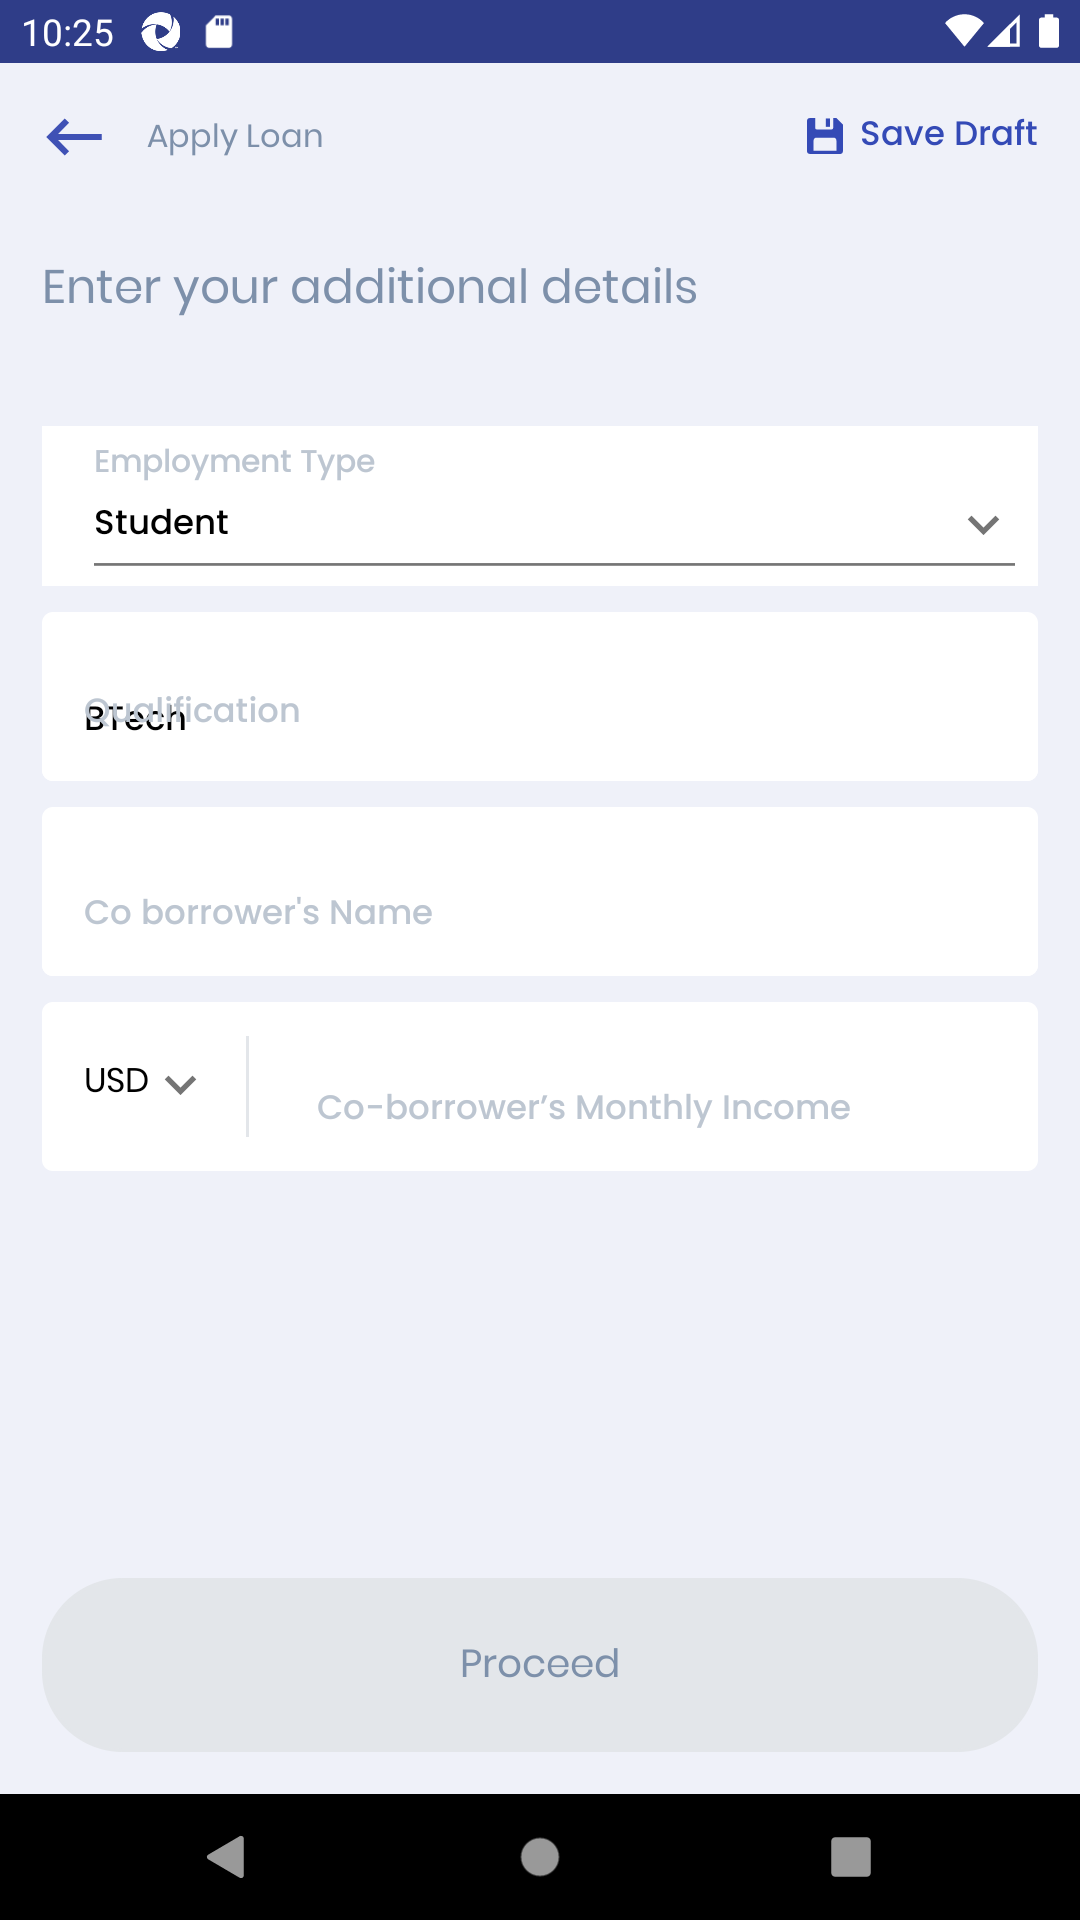 10:25
Apply Loan
Save Draft
Enter your additional details
Employment Type
Student
Qualification
BTech
Co borrower's Name
USD
Co-borrower’s Monthly Income
Proceed